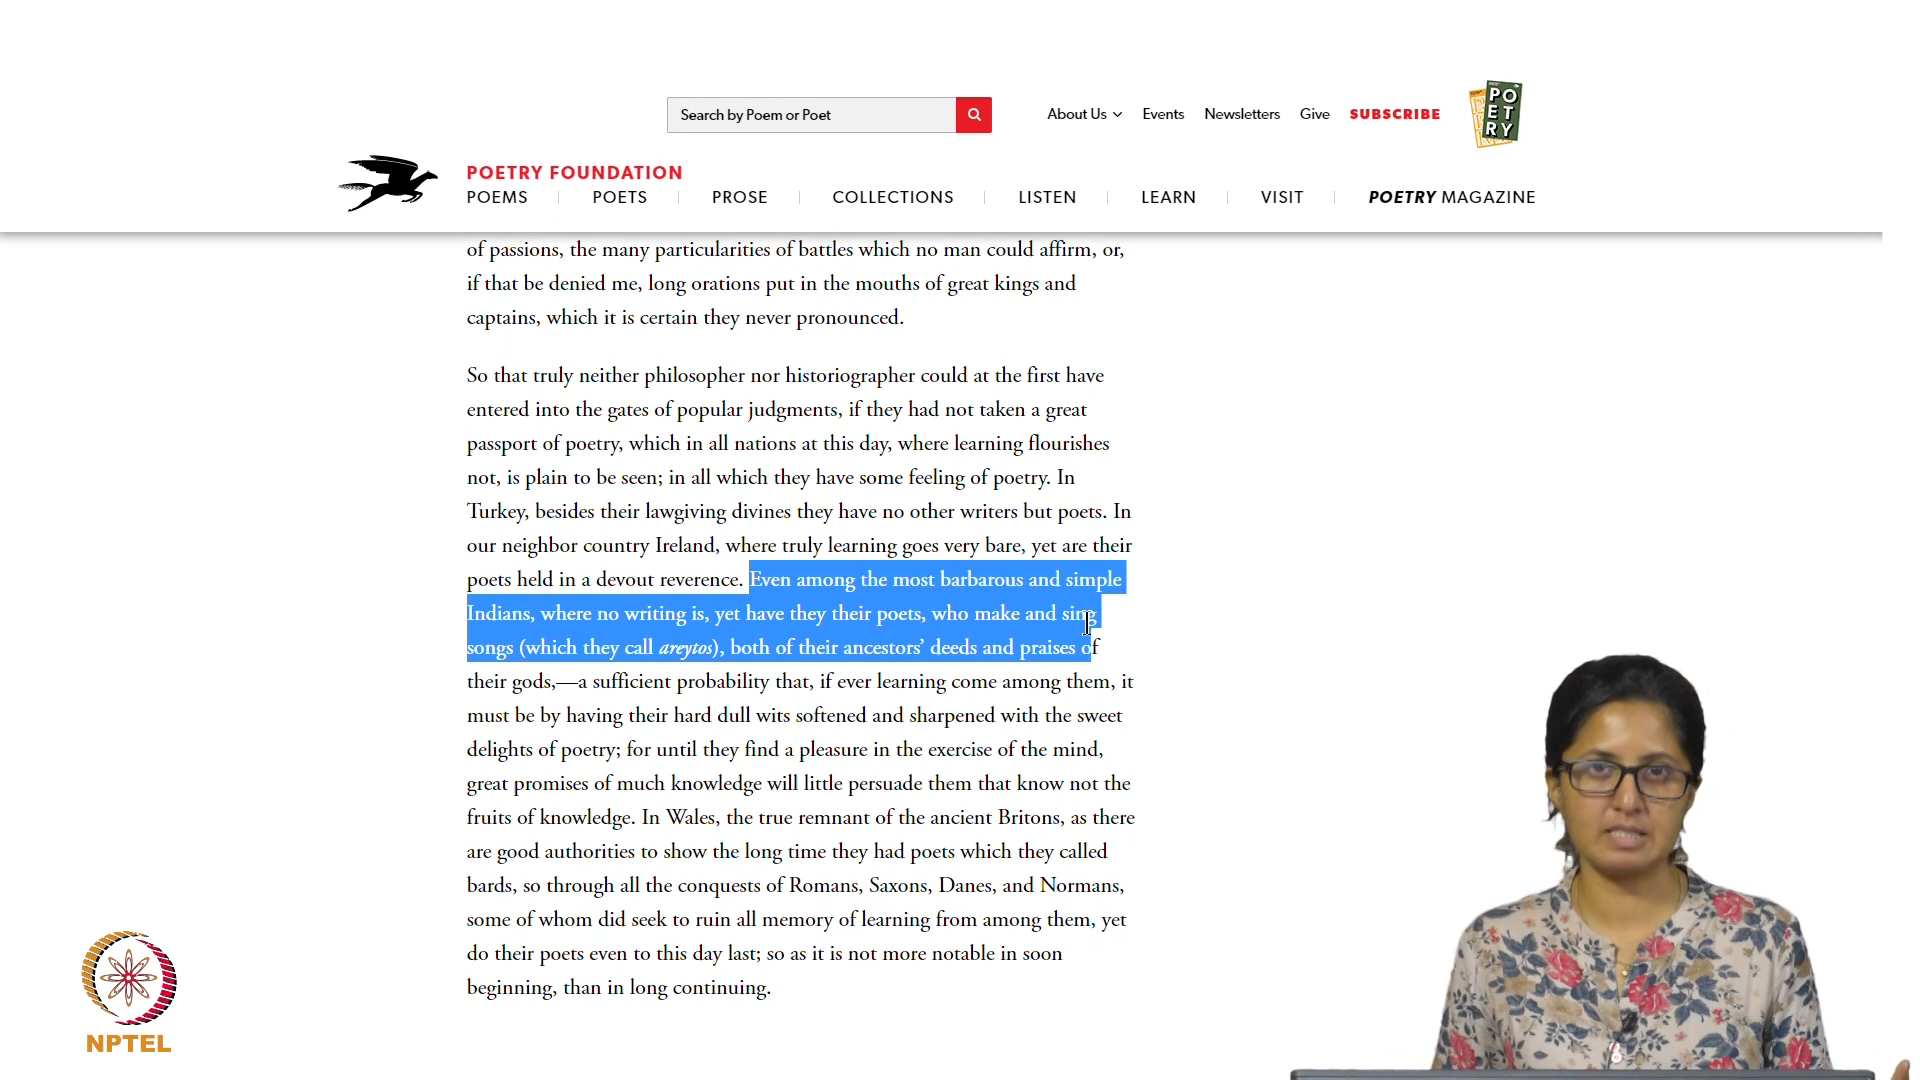 Search by Poem or Poet
About Us Events Newsletters Give SUBSCRIBE
PO
ET
RY
POETRY FOUNDATION
POEMS POETS PROSE COLLECTIONS LISTEN LEARN VISIT POETRY MAGAZINE
of passions, the many particularities of battles which no man could affirm, or,
if that be denied me, long orations put in the mouths of great kings and
captains, which it is certain they never pronounced.
So that truly neither philosopher nor historiographer could at the first have
entered into the gates of popular judgments, if they had not taken a great
passport of poetry, which in all nations at this day, where learning flourishes
not, is plain to be seen; in all which they have some feeling of poetry. In
Turkey, besides their lawgiving divines they have no other writers but poets. In
our neighbor country Ireland, where truly learning goes very bare, yet are their
poets held in a devout reverence. Even among the most barbarous and simple
Indians, where no writing is, yet have they their poets, who make and sing
songs (which they call areytos), both of their ancestors’ deeds and praises of
their gods,—a sufficient probability that, if ever learning come among them, it
must be by having their hard dull wits softened and sharpened with the sweet
delights of poetry; for until they find a pleasure in the exercise of the mind,
great promises of much knowledge will little persuade them that know not the
fruits of knowledge. In Wales, the true remnant of the ancient Britons, as there
are good authorities to show the long time they had poets which they called
bards, so through all the conquests of Romans, Saxons, Danes, and Normans,
some of whom did seek to ruin all memory of learning from among them, yet
do their poets even to this day last; so as it is not more notable in soon
beginning, than in long continuing.
NPTEL